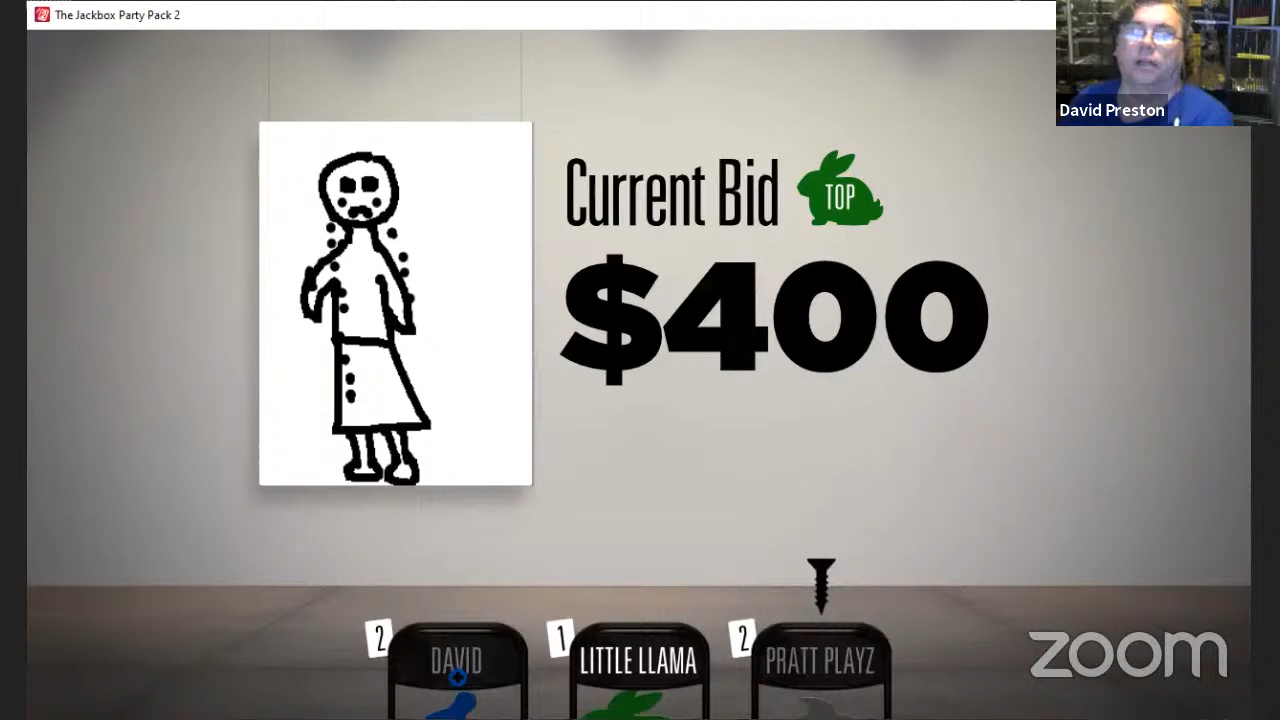 The Jackbox Party Pack 2
David Preston
Current Bid TOP
$400
2 DAVID
1 LITTLE LLAMA
2 PRATT PLAYZ
zoom